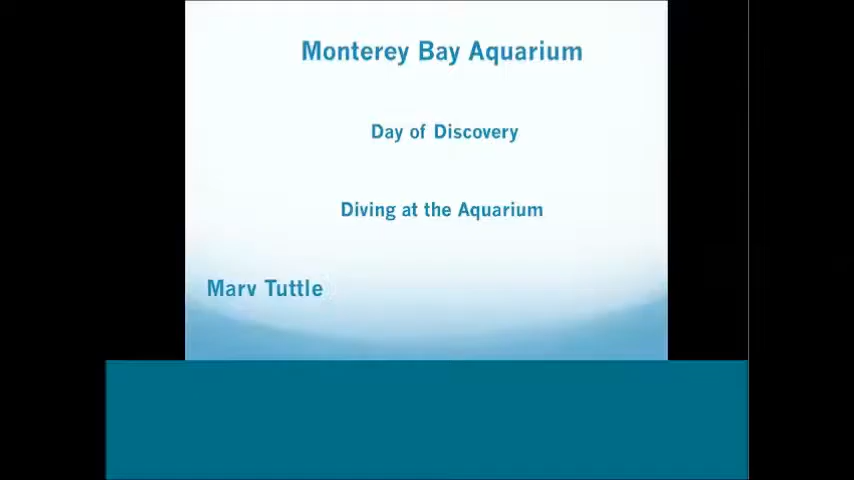 Monterey Bay Aquarium
Day of Discovery
Diving at the Aquarium
Marv Tuttle